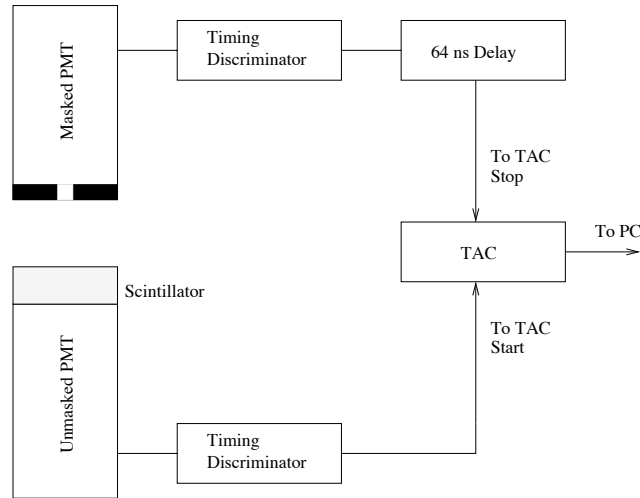 Masked PMT
Timing
Discriminator
64 ns Delay
To TAC
Stop
TAC
To PC
Scintillator
To TAC
Start
Unmasked PMT
Timing
Discriminator